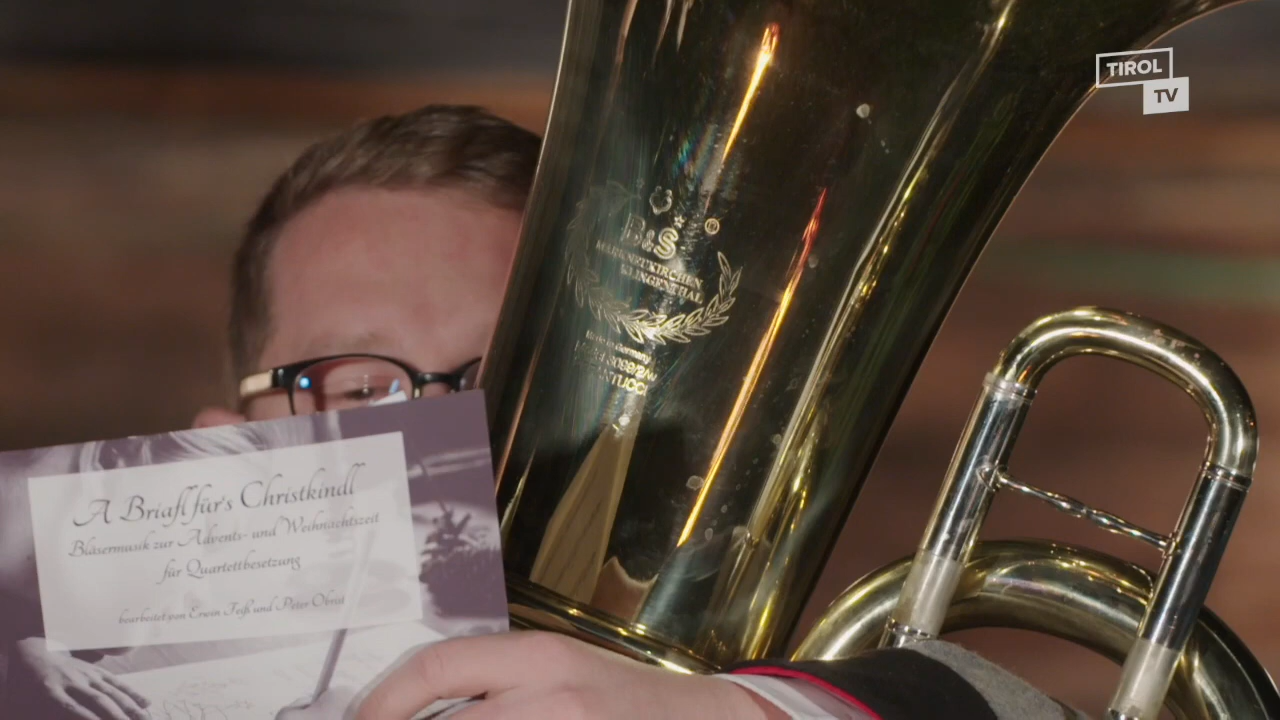 TIROL
TV
B&S
®
MARKNEUKIRCHEN
KLINGENTHAL
Made in Germany
A Briafl für's Christkindl
Bläsermusik zur Advents- und Weihnachtszeit
für Quartettbesetzung
bearbeitet von Erwin Feiß und Peter Obrist